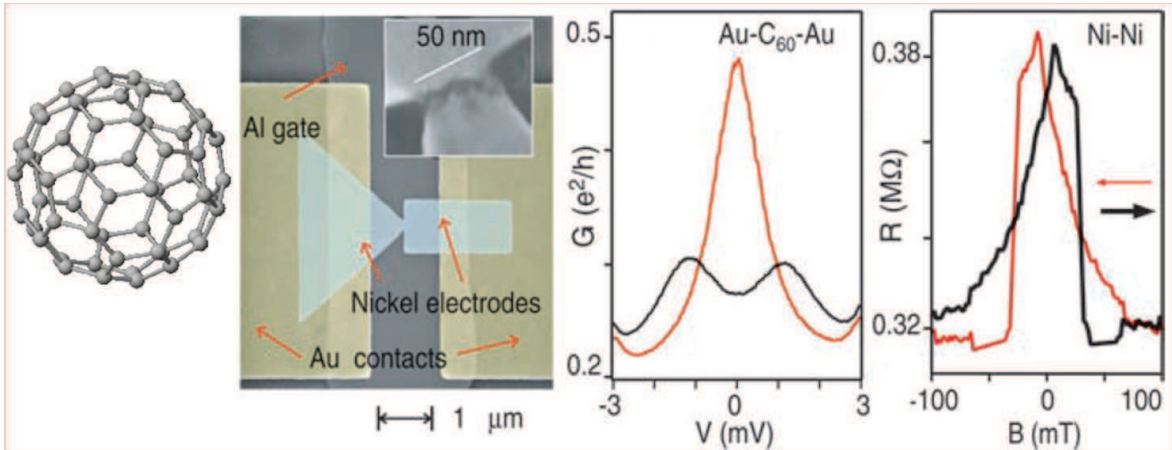 50 nm
Al gate
Nickel electrodes
Au contacts
1 μm
Au-C60-Au
0.5
G (e²/h)
0.2
-3
0
3
V (mV)
Ni-Ni
0.38
R (MΩ)
0.32
-100
0
100
B (mT)